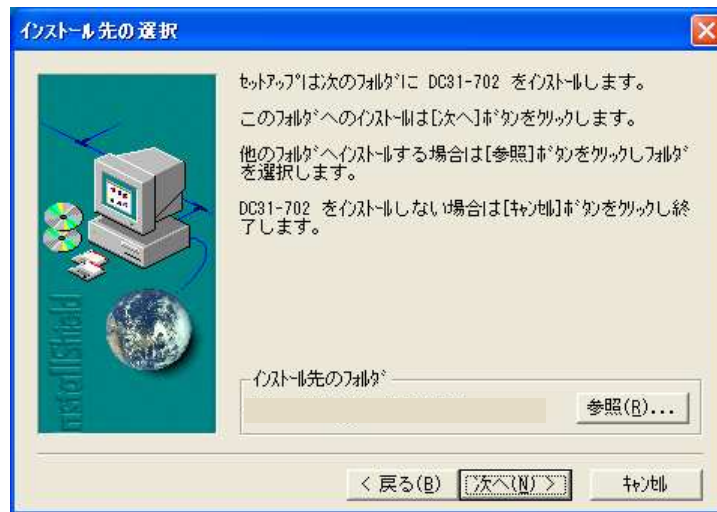 インストール先の選択
セットアップは次のフォルダに DC31-702 をインストールします。
このフォルダへのインストールは[次へ]ボタンをクリックします。
他のフォルダへインストールする場合は[参照]ボタンをクリックしフォルダ
を選択します。
DC31-702 をインストールしない場合は[キャンセル]ボタンをクリックし終
了します。
InstallShield
インストール先のフォルダ
参照(R)...
< 戻る(B)
次へ(N) >
キャンセル